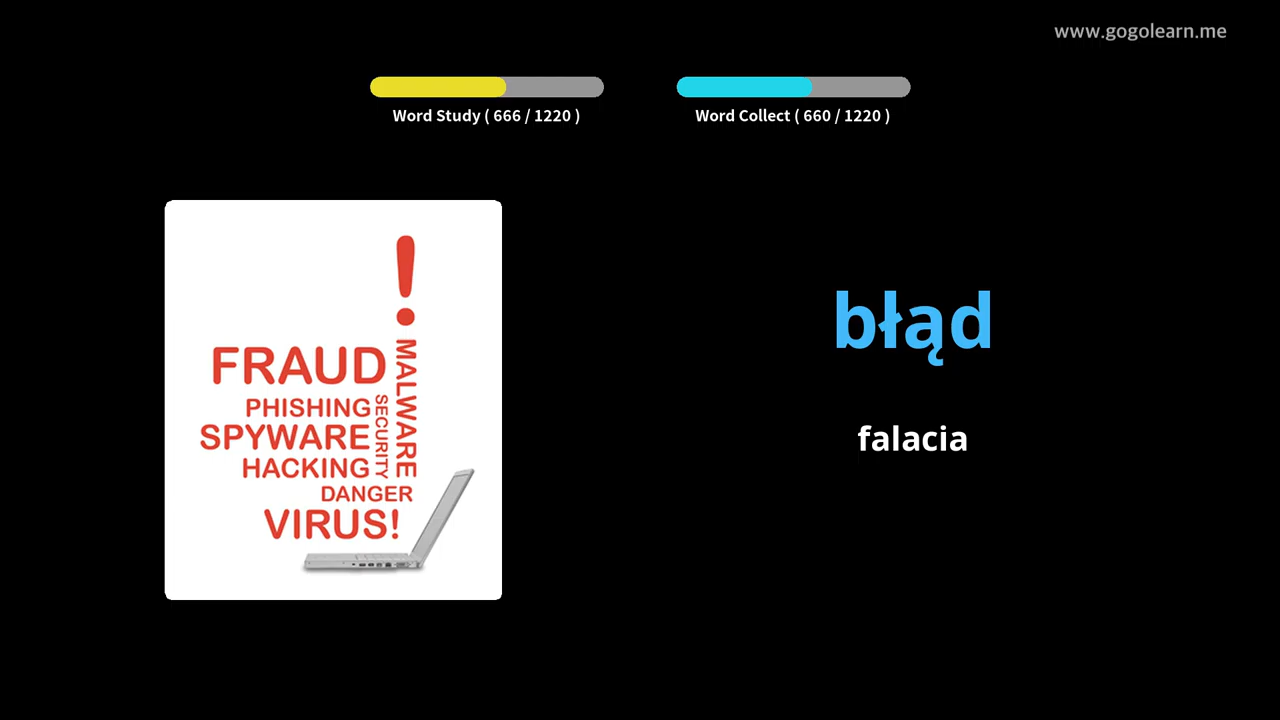 www.gogolearn.me
Word Study ( 666 / 1220 )
Word Collect ( 660 / 1220 )
!
FRAUD
MALWARE
PHISHING
SECURITY
SPYWARE
HACKING
DANGER
VIRUS!
błąd
falacia